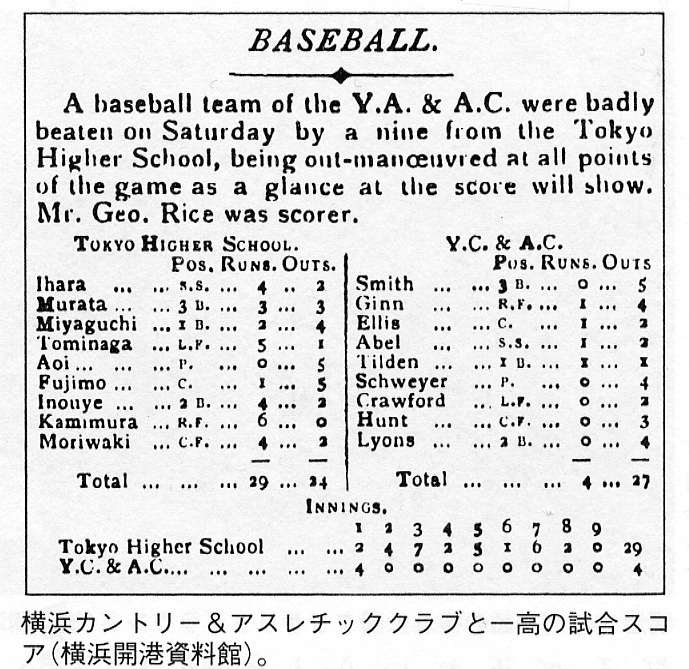 BASEBALL.
A baseball team of the Y.A. & A.C. were badly
beaten on Saturday by a nine from the Tokyo
Higher School, being out-manœuvred at all points
of the game as a glance at the score will show.
Mr. Geo. Rice was scorer.
TOKYO HIGHER SCHOOL.
POS. RUNS. OUTS.
Ihara ... ... S.S. ... 4 .. 2
Murata ... ... 3 B. ... 3 ... 3
Miyaguchi ... 1 B. ... 2 ... 4
Tominaga ... L.F. ... 5 ... 1
Aoi ... ... ... P. ... 0 ... 5
Fujimo ... ... C. ... 1 ... 5
Inouye ... ... 2 B. ... 4 ... 2
Kamimura ... R.F. ... 6 ... 0
Moriwaki ... C.F. ... 4 ... 2
Total ... ... ... 29 ... 24
Y.C. & A.C.
POS. RUNS. OUTS
Smith ... ... 3 B. ... 0 ... 5
Ginn ... ... R.F. ... 1 ... 4
Ellis ... ... C. ... 1 ... 2
Abel ... ... S.S. ... 1 ... 2
Tilden ... ... 1 B. ... 1 ... 1
Schweyer ... P. ... 0 ... 4
Crawford ... L.F. ... 0 ... 2
Hunt ... ... C.F. ... 0 ... 3
Lyons ... ... 2 B. ... 0 ... 4
Total ... ... ... 4 ... 27
INNINGS.
1 2 3 4 5 6 7 8 9
Tokyo Higher School ... ... 2 4 7 2 5 1 6 2 0 29
Y.C. & A.C.... ... ... ... ... 4 0 0 0 0 0 0 0 0 4
横浜カントリー＆アスレチッククラブと一高の試合スコ
ア(横浜開港資料館)。